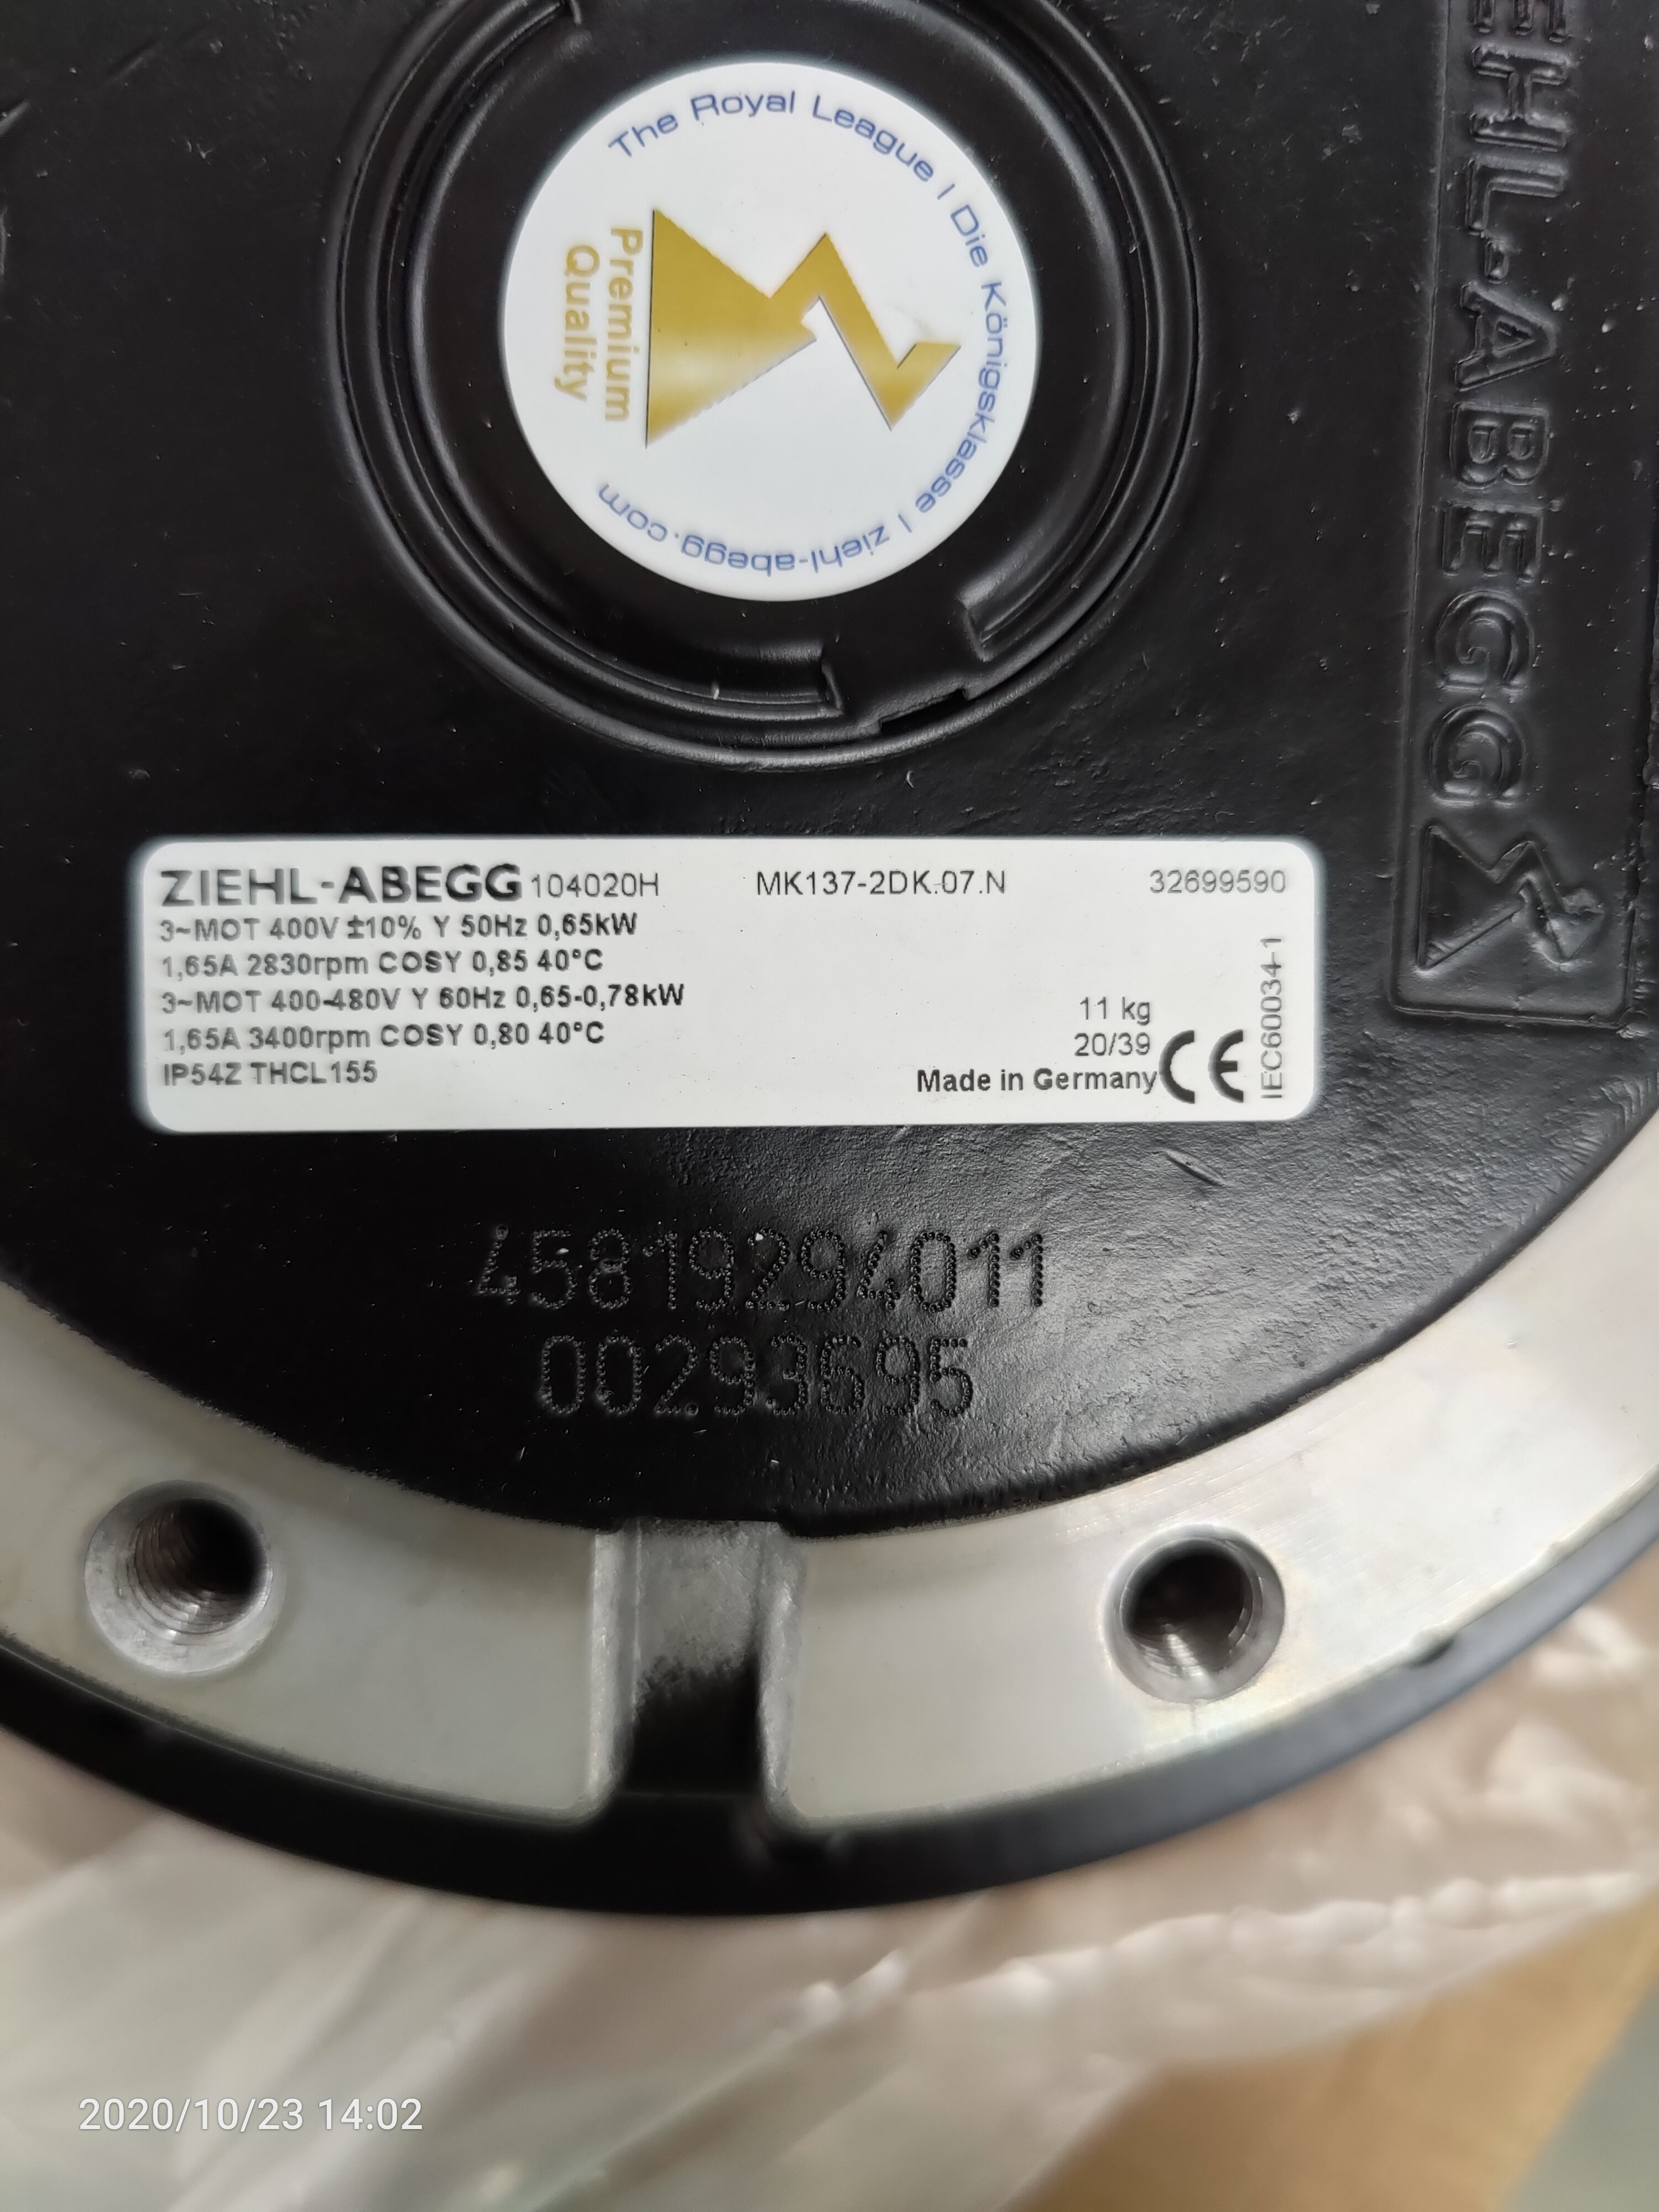 The Royal League | Die Königsklasse | ziehl-abegg.com
Premium
Quality
EHL-ABEGG
ZIEHL-ABEGG 104020H MK137-2DK.07.N 32699590
3~MOT 400V ±10% Y 50Hz 0,65kW
1,65A 2830rpm COSY 0,85 40°C
3~MOT 400-480V Y 60Hz 0,65-0,78kW
1,65A 3400rpm COSY 0,80 40°C
IP54Z THCL155
11 kg
20/39
Made in Germany CE
IEC60034-1
45819294011
00293695
2020/10/23 14:02